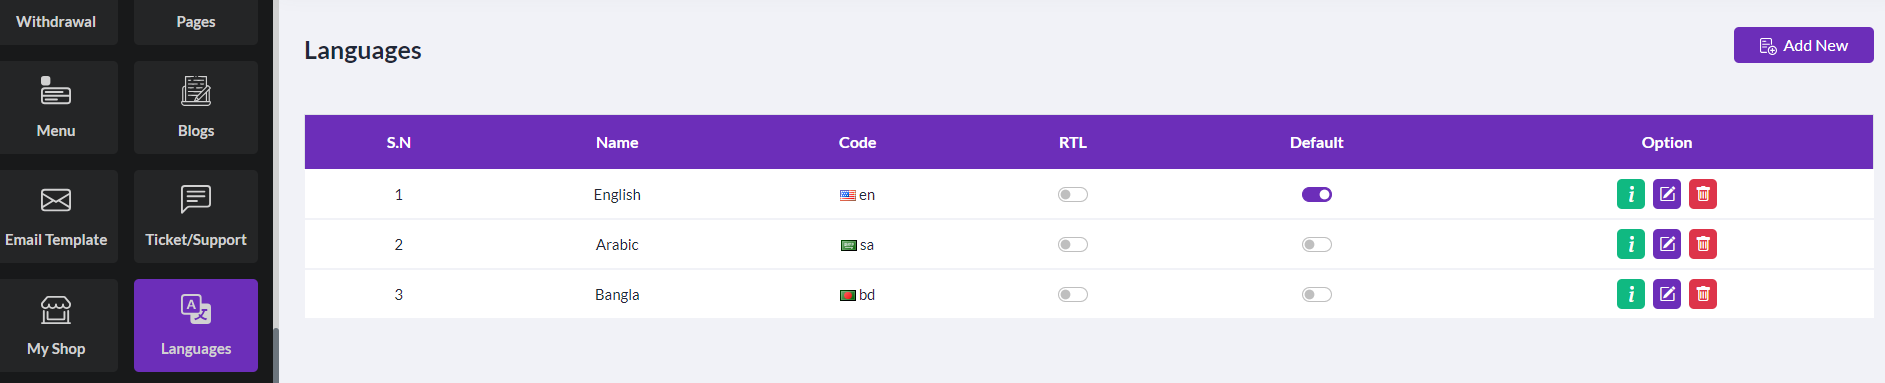 Withdrawal
Pages
Menu
Blogs
Email Template
Ticket/Support
My Shop
Languages
Languages
Add New
S.N Name Code RTL Default Option
1 English en
2 Arabic sa
3 Bangla bd